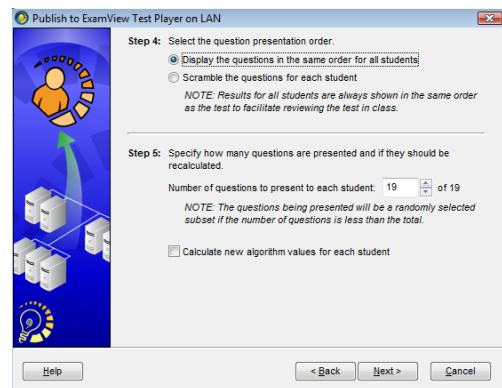 Publish to ExamView Test Player on LAN
Step 4: Select the question presentation order.
Display the questions in the same order for all students
Scramble the questions for each student
NOTE: Results for all students are always shown in the same order
as the test to facilitate reviewing the test in class.
Step 5: Specify how many questions are presented and if they should be
recalculated.
Number of questions to present to each student: 19 of 19
NOTE: The questions being presented will be a randomly selected
subset if the number of questions is less than the total.
Calculate new algorithm values for each student
Help < Back Next > Cancel